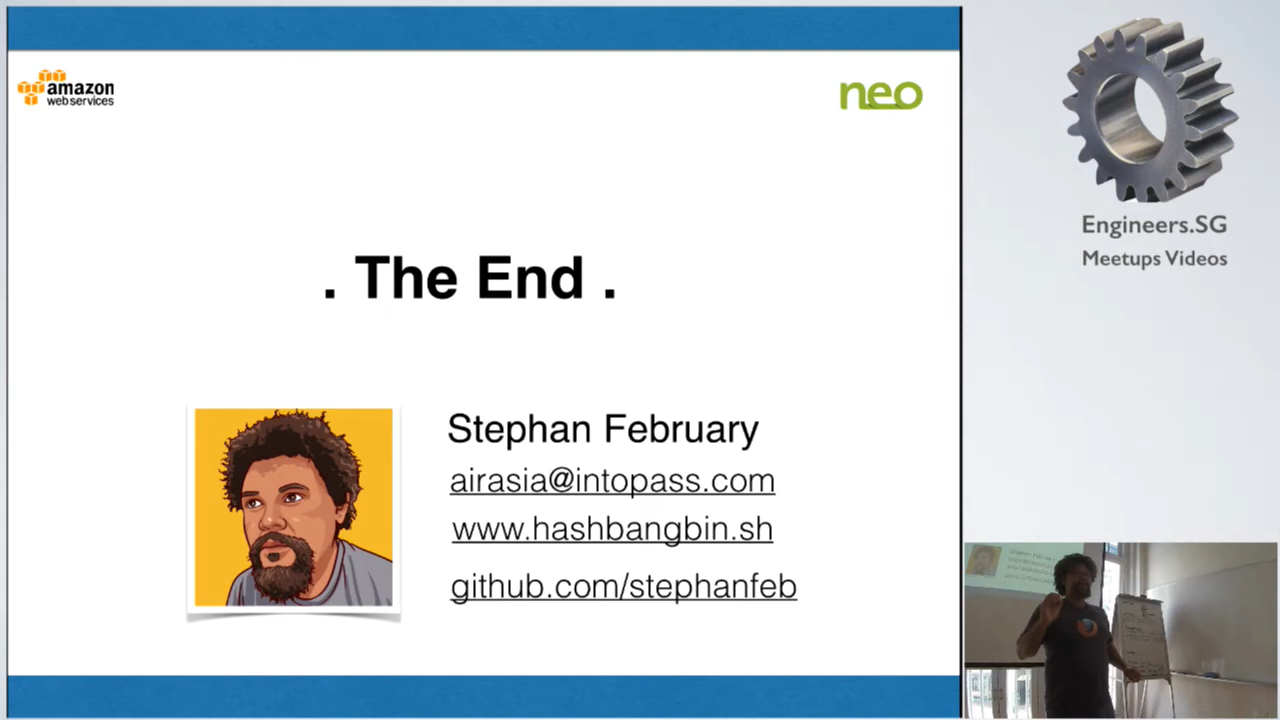 amazon
web services
neo
. The End .
Stephan February
airasia@intopass.com
www.hashbangbin.sh
github.com/stephanfeb
Engineers.SG
Meetups Videos